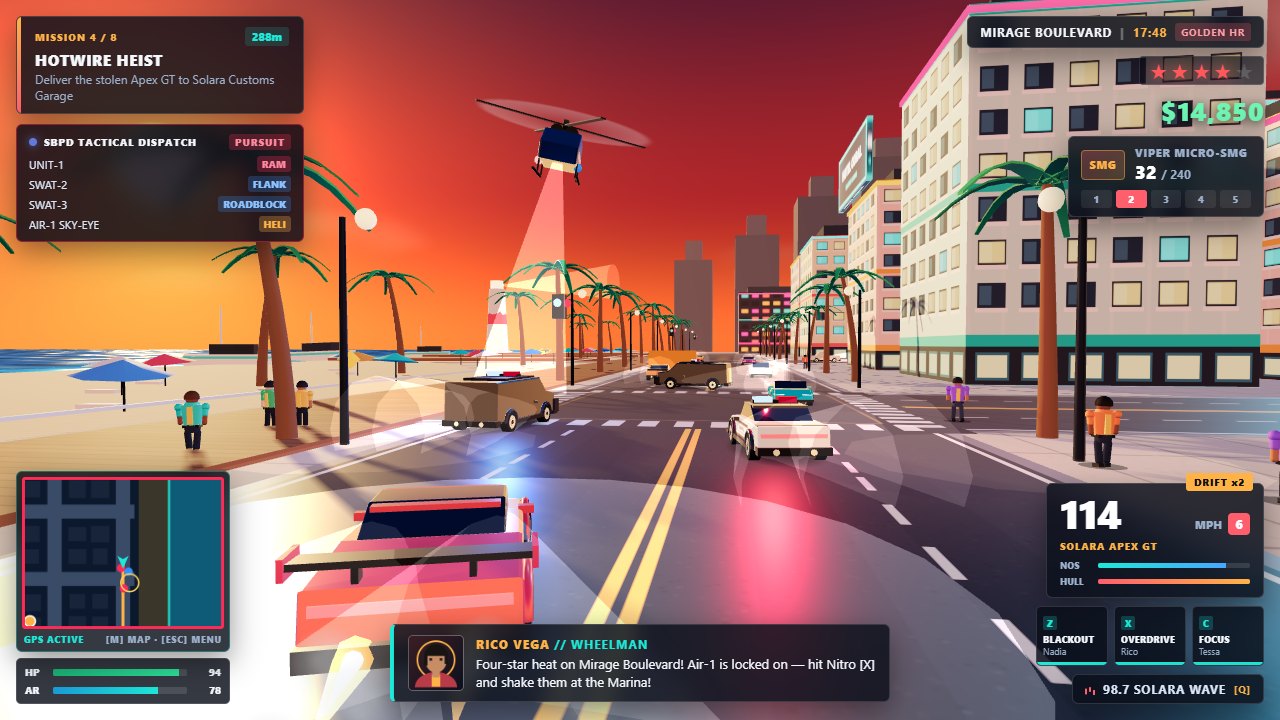 MISSION 4 / 8
288m
HOTWIRE HEIST
Deliver the stolen Apex GT to Solara Customs
Garage
SBPD TACTICAL DISPATCH
PURSUIT
UNIT-1
RAM
SWAT-2
FLANK
SWAT-3
ROADBLOCK
AIR-1 SKY-EYE
HELI
MIRAGE BOULEVARD | 17:48 GOLDEN HR
$14,850
SMG
VIPER MICRO-SMG
32 / 240
1 2 3 4 5
GPS ACTIVE
[M] MAP · [ESC] MENU
HP 94
AR 78
RICO VEGA // WHEELMAN
Four-star heat on Mirage Boulevard! Air-1 is locked on — hit Nitro [X]
and shake them at the Marina!
DRIFT x2
114 MPH 6
SOLARA APEX GT
NOS
HULL
Z
BLACKOUT
Nadia
X
OVERDRIVE
Rico
C
FOCUS
Tessa
98.7 SOLARA WAVE [Q]